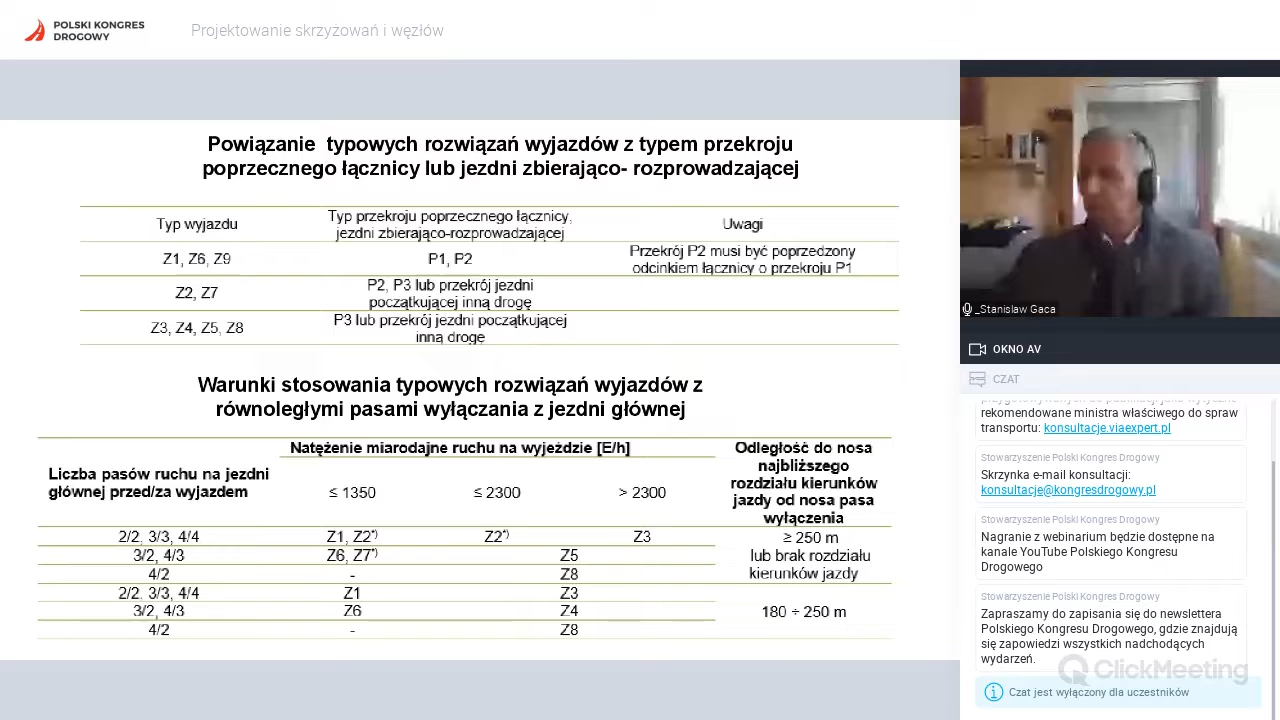 POLSKI KONGRES
DROGOWY
Projektowanie skrzyżowań i węzłów
Powiązanie typowych rozwiązań wyjazdów z typem przekroju
poprzecznego łącznicy lub jezdni zbierająco- rozprowadzającej
Typ wyjazdu
Typ przekroju poprzecznego łącznicy,
jezdni zbierająco-rozprowadzającej
Uwagi
Z1, Z6, Z9
P1, P2
Przekrój P2 musi być poprzedzony
odcinkiem łącznicy o przekroju P1
Z2, Z7
P2, P3 lub przekrój jezdni
początkującej inną drogę
Z3, Z4, Z5, Z8
P3 lub przekrój jezdni początkującej
inną drogę
Warunki stosowania typowych rozwiązań wyjazdów z
równoległymi pasami wyłączania z jezdni głównej
Liczba pasów ruchu na jezdni
głównej przed/za wyjazdem
Natężenie miarodajne ruchu na wyjeździe [E/h]
≤ 1350 ≤ 2300 > 2300
Odległość do nosa
najbliższego
rozdziału kierunków
jazdy od nosa pasa
wyłączenia
2/2, 3/3, 4/4 Z1, Z2*) Z2*) Z3
3/2, 4/3 Z6, Z7*) Z5
4/2 - Z8
≥ 250 m
lub brak rozdziału
kierunków jazdy
2/2, 3/3, 4/4 Z1 Z3
3/2, 4/3 Z6 Z4
4/2 - Z8
180 ÷ 250 m
_Stanislaw Gaca
OKNO AV
CZAT
rekomendowane ministra właściwego do spraw
transportu: konsultacje.viaexpert.pl
Stowarzyszenie Polski Kongres Drogowy
Skrzynka e-mail konsultacji:
konsultacje@kongresdrogowy.pl
Stowarzyszenie Polski Kongres Drogowy
Nagranie z webinarium będzie dostępne na
kanale YouTube Polskiego Kongresu
Drogowego
Stowarzyszenie Polski Kongres Drogowy
Zapraszamy do zapisania się do newslettera
Polskiego Kongresu Drogowego, gdzie znajdują
się zapowiedzi wszystkich nadchodzących
wydarzeń.
ClickMeeting
Czat jest wyłączony dla uczestników